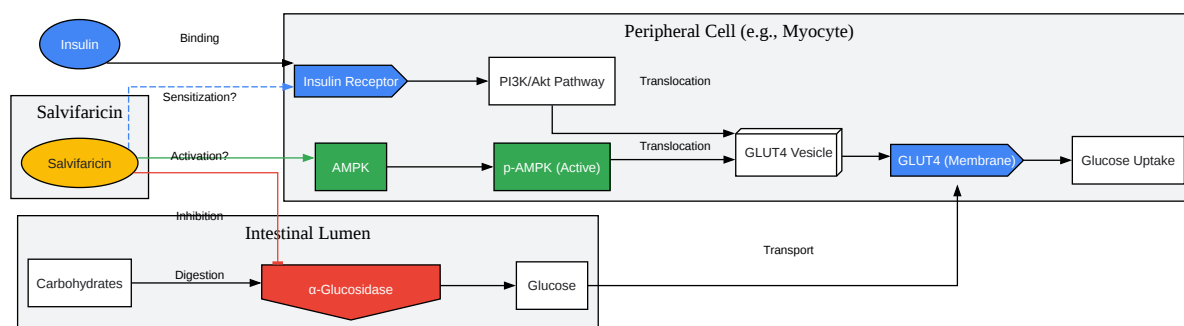 Peripheral Cell (e.g., Myocyte)
Insulin
Binding
Insulin Receptor
PI3K/Akt Pathway
Translocation
Sensitization?
Salvifaricin
Salvifaricin
Activation?
AMPK
p-AMPK (Active)
Translocation
GLUT4 Vesicle
GLUT4 (Membrane)
Glucose Uptake
Inhibition
Intestinal Lumen
Transport
Carbohydrates
Digestion
α-Glucosidase
Glucose